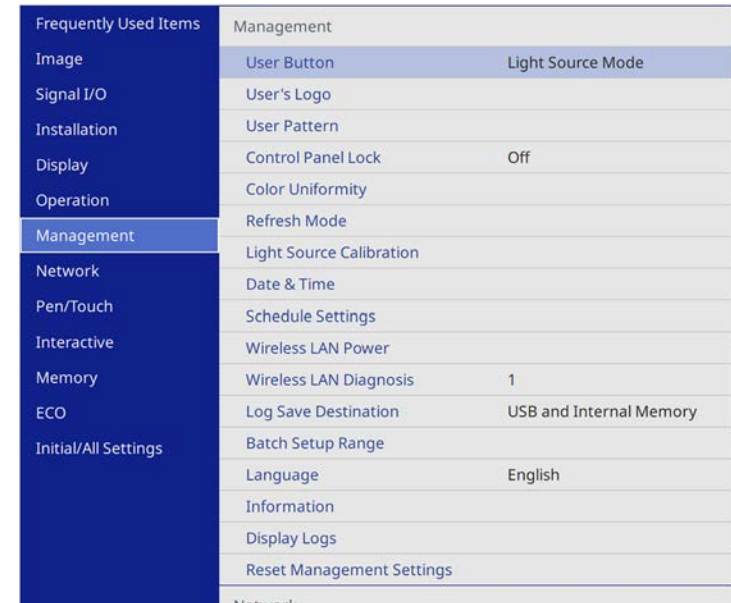 Frequently Used Items
Image
Signal I/O
Installation
Display
Operation
Management
Network
Pen/Touch
Interactive
Memory
ECO
Initial/All Settings
Management
User Button Light Source Mode
User's Logo
User Pattern
Control Panel Lock Off
Color Uniformity
Refresh Mode
Light Source Calibration
Date & Time
Schedule Settings
Wireless LAN Power
Wireless LAN Diagnosis 1
Log Save Destination USB and Internal Memory
Batch Setup Range
Language English
Information
Display Logs
Reset Management Settings
Network